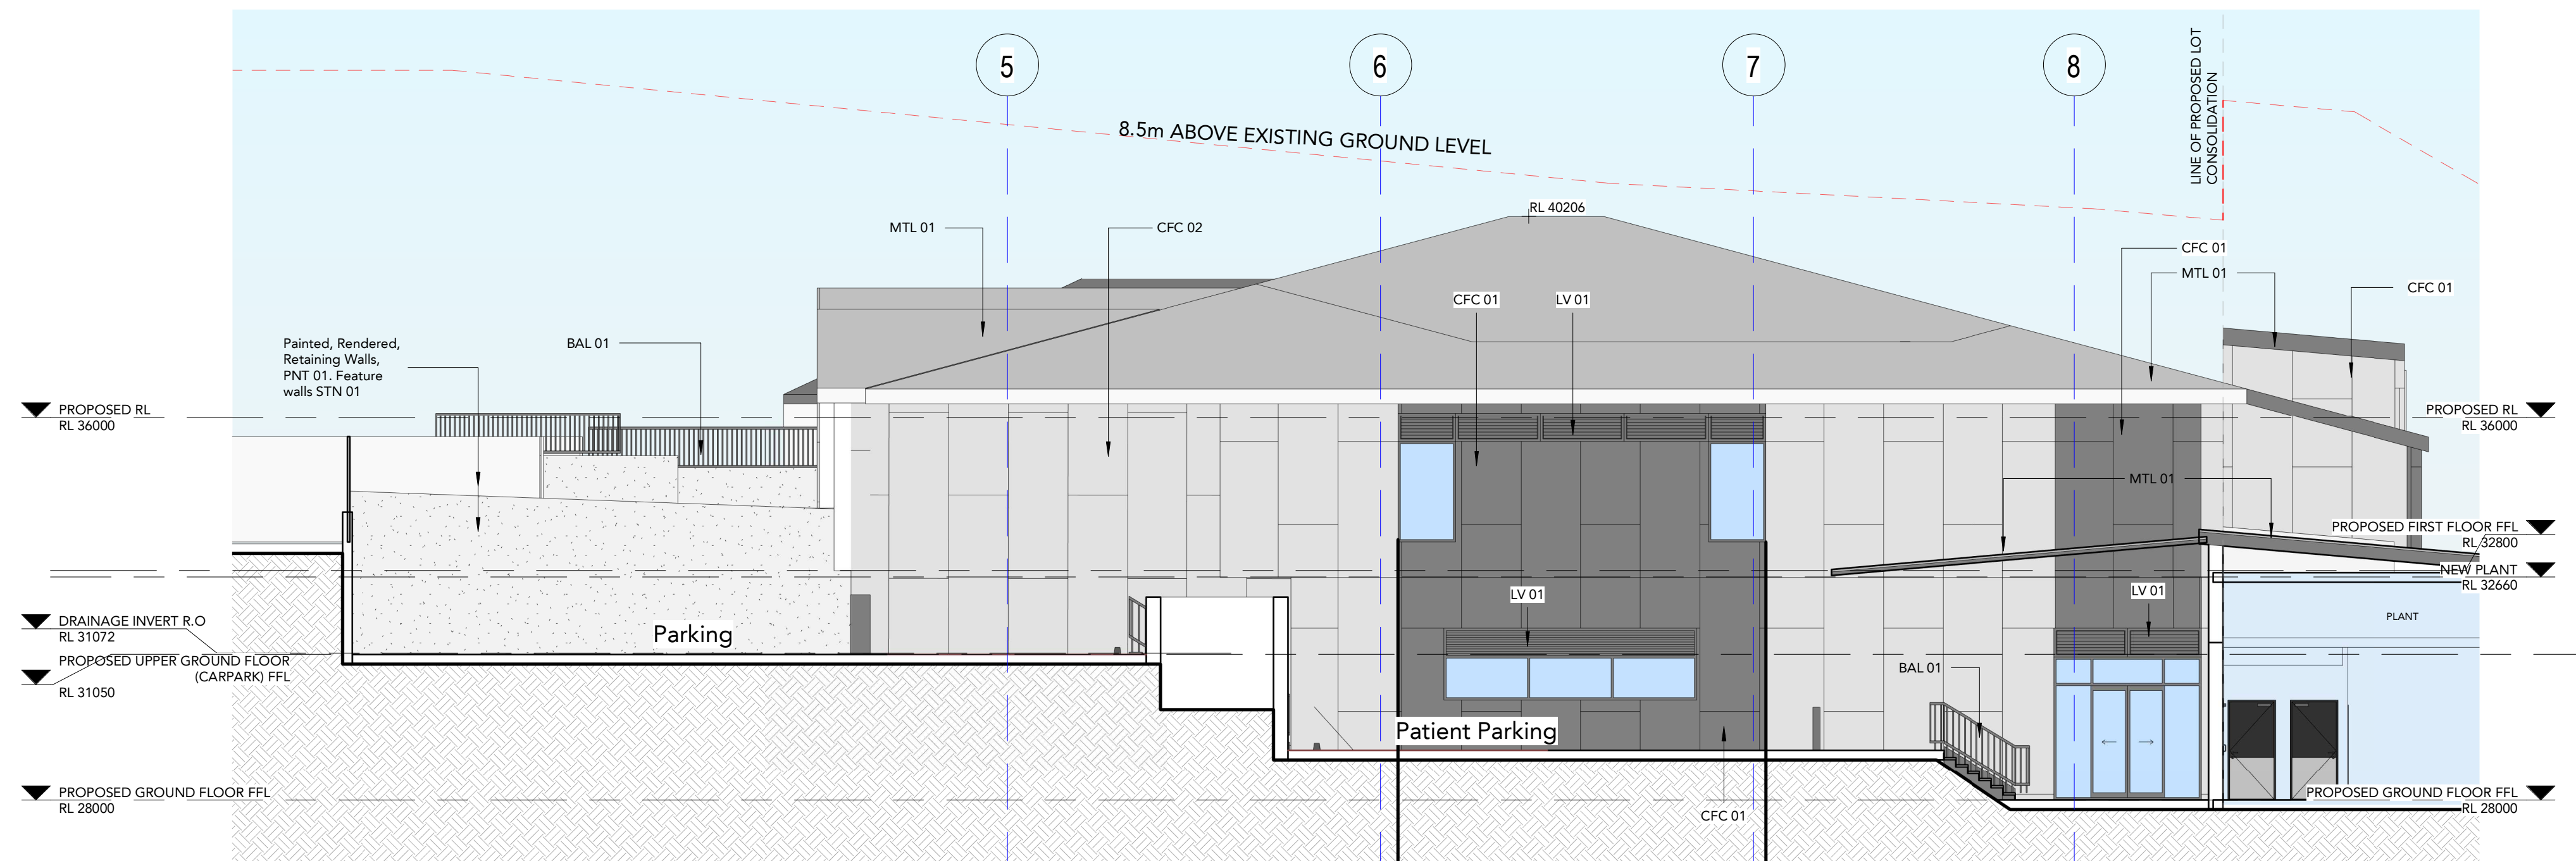 5
6
7
8
LINE OF PROPOSED LOT
CONSOLIDATION
8.5m ABOVE EXISTING GROUND LEVEL
RL 40206
MTL 01
CFC 02
CFC 01
MTL 01
CFC 01
CFC 01
LV 01
Painted, Rendered,
Retaining Walls,
PNT 01. Feature
walls STN 01
BAL 01
PROPOSED RL
RL 36000
PROPOSED RL
RL 36000
MTL 01
PROPOSED FIRST FLOOR FFL
RL 32800
NEW PLANT
RL 32660
LV 01
LV 01
PLANT
DRAINAGE INVERT R.O
RL 31072
Parking
PROPOSED UPPER GROUND FLOOR
(CARPARK) FFL
RL 31050
BAL 01
Patient Parking
PROPOSED GROUND FLOOR FFL
RL 28000
CFC 01
PROPOSED GROUND FLOOR FFL
RL 28000